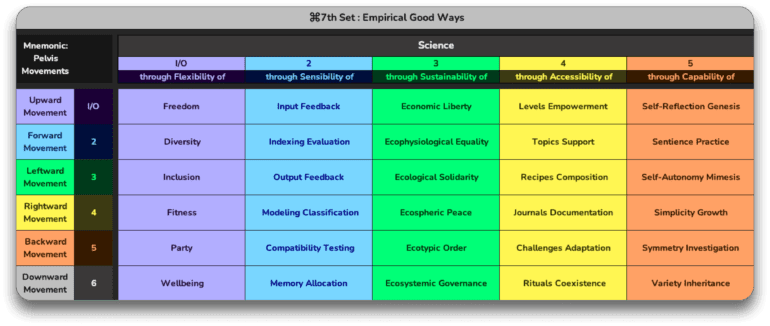 ⌘7th Set : Empirical Good Ways
Mnemonic:
Pelvis
Movements
Science
I/O 2 3 4 5
through Flexibility of through Sensibility of through Sustainability of through Accessibility of through Capability of
Upward
Movement
I/O Freedom Input Feedback Economic Liberty Levels Empowerment Self-Reflection Genesis
Forward
Movement
2 Diversity Indexing Evaluation Ecophysiological Equality Topics Support Sentience Practice
Leftward
Movement
3 Inclusion Output Feedback Ecological Solidarity Recipes Composition Self-Autonomy Mimesis
Rightward
Movement
4 Fitness Modeling Classification Ecospheric Peace Journals Documentation Simplicity Growth
Backward
Movement
5 Party Compatibility Testing Ecotypic Order Challenges Adaptation Symmetry Investigation
Downward
Movement
6 Wellbeing Memory Allocation Ecosystemic Governance Rituals Coexistence Variety Inheritance